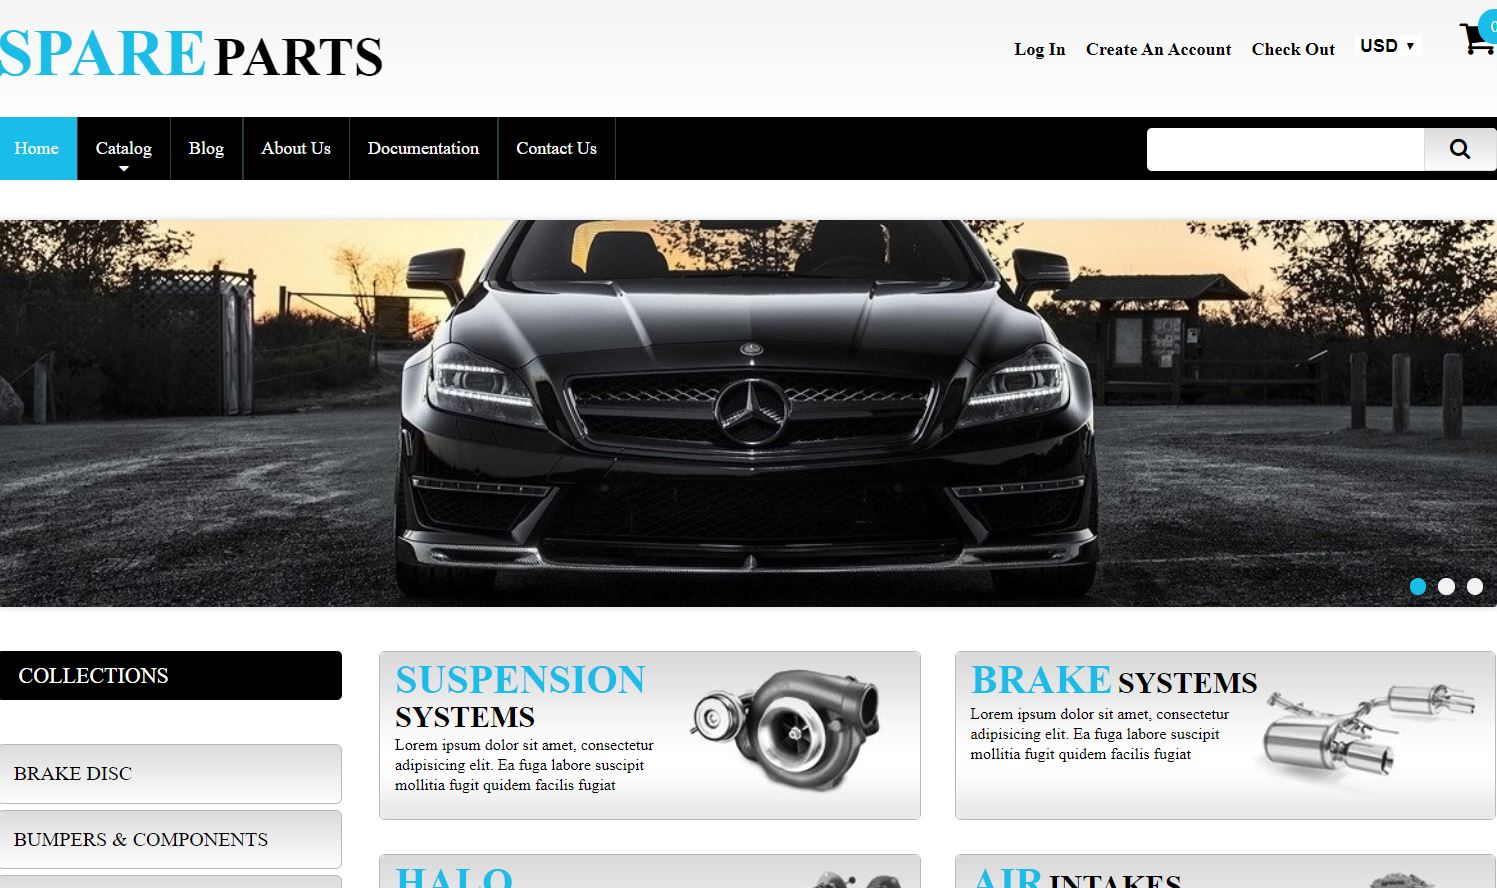 SPARE PARTS
Log In Create An Account Check Out USD
0
Home Catalog Blog About Us Documentation Contact Us
COLLECTIONS
BRAKE DISC
BUMPERS & COMPONENTS
SUSPENSION
SYSTEMS
Lorem ipsum dolor sit amet, consectetur
adipisicing elit. Ea fuga labore suscipit
mollitia fugit quidem facilis fugiat
BRAKE SYSTEMS
Lorem ipsum dolor sit amet, consectetur
adipisicing elit. Ea fuga labore suscipit
mollitia fugit quidem facilis fugiat
HALO
AIR INTAKES